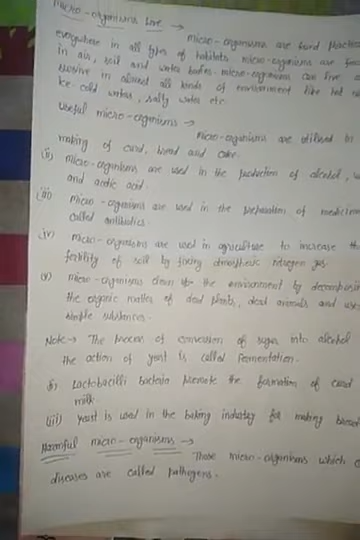 Micro-organisms live →
micro-organisms are found
everywhere in all types of habitats. micro-organisms are
in air, soil and water bodies. micro-organisms can live
survive in almost all kinds of environment like hot
Ice-cold waters, salty water etc.
Useful micro-organisms →
micro-organisms are utilised in
making of curd, bread and cake.
(ii) micro-organisms are used in the production of alcohol,
and acetic acid.
(iii) micro-organisms are used in the preparation of medicines
called antibiotics.
(iv) micro-organisms are used in agriculture to increase the
fertility of soil by fixing nitrogen gas.
(v) micro-organisms clean up the environment by decomposing
the organic matter of dead plants, dead animals and
simple substances.
Note → The process of conversion of sugar into alcohol
the action of yeast is called fermentation.
(i) Lactobacilli bacteria promote the formation of curd
milk.
(iii) yeast is used in the baking industry for making bread
Harmful micro-organisms →
Those micro-organisms which
diseases are called pathogens.